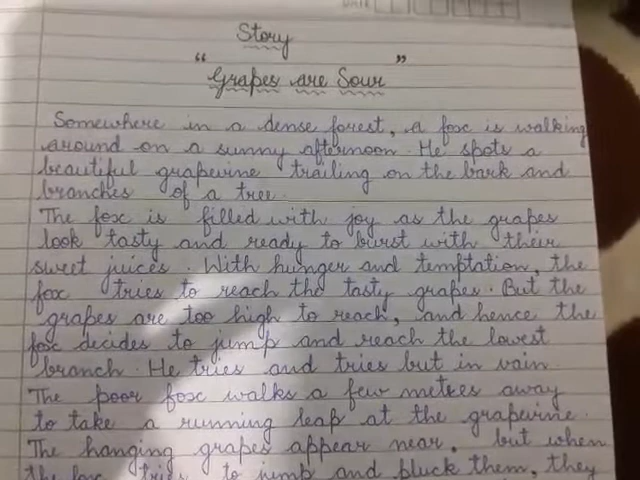 DATE
Story
" Grapes are Sour "
Somewhere in a dense forest, a fox is walking
around on a sunny afternoon. He spots a
beautiful grapevine trailing on the bark and
branches of a tree.
The fox is filled with joy as the grapes
look tasty and ready to burst with their
sweet juices. With hunger and temptation, the
fox tries to reach the tasty grapes. But the
grapes are too high to reach, and hence the
fox decides to jump and reach the lowest
branch. He tries and tries but in vain
The poor fox walks a few metres away
to take a running leap at the grapevine.
The hanging grapes appear near, but when
the fox tries to jump and pluck them, they